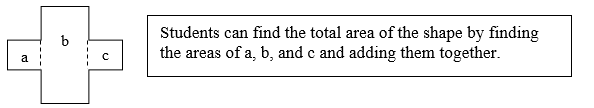 b
a
c
Students can find the total area of the shape by finding
the areas of a, b, and c and adding them together.